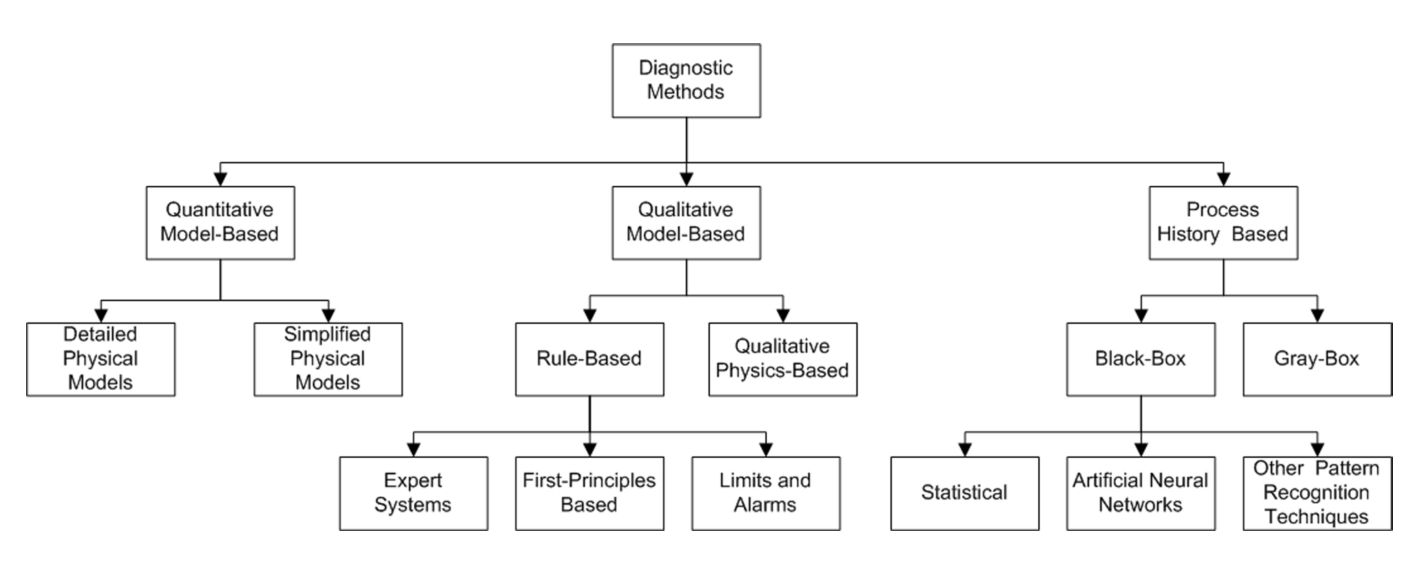 Diagnostic
Methods
Quantitative
Model-Based
Qualitative
Model-Based
Process
History Based
Detailed
Physical
Models
Simplified
Physical
Models
Rule-Based
Qualitative
Physics-Based
Black-Box
Gray-Box
Expert
Systems
First-Principles
Based
Limits and
Alarms
Statistical
Artificial Neural
Networks
Other Pattern
Recognition
Techniques